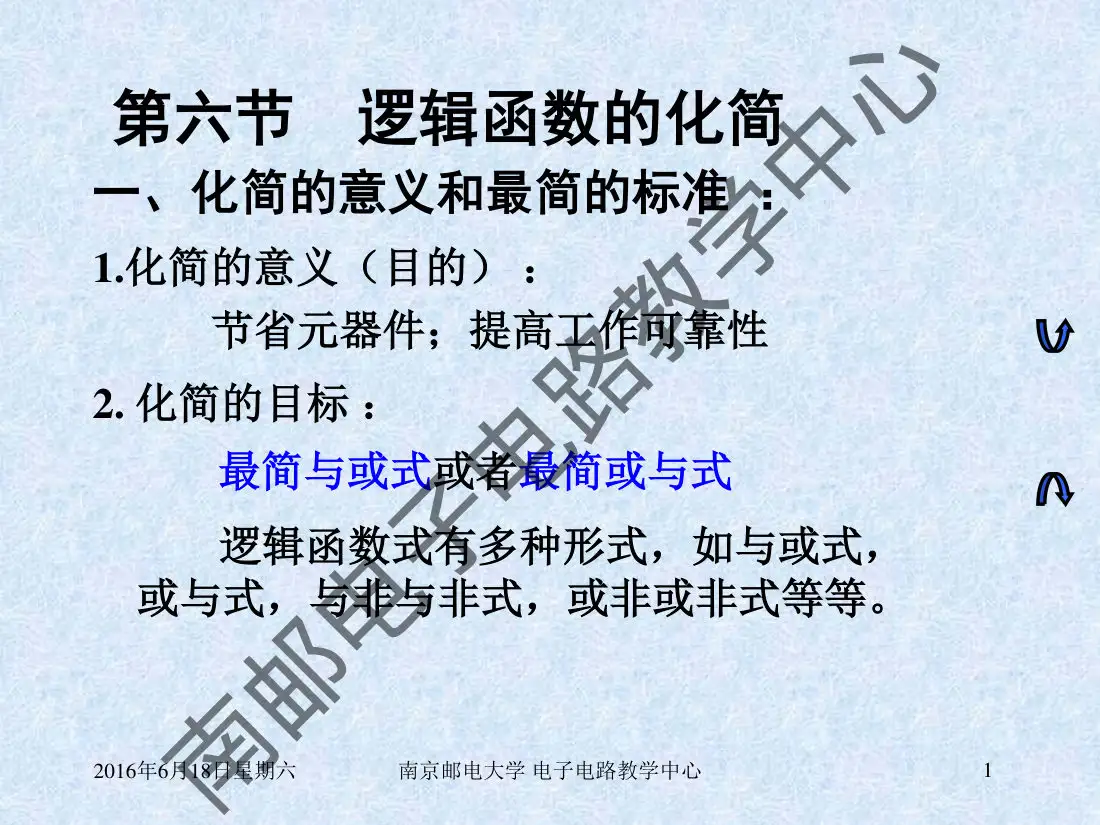 第六节 逻辑函数的化简
一、化简的意义和最简的标准 ：
1.化简的意义（目的） ：
节省元器件；提高工作可靠性
2. 化简的目标 ：
最简与或式或者最简或与式
逻辑函数式有多种形式，如与或式，
或与式，与非与非式，或非或非式等等。
南邮电子电路教学中心
2016年6月18日星期六 南京邮电大学 电子电路教学中心 1